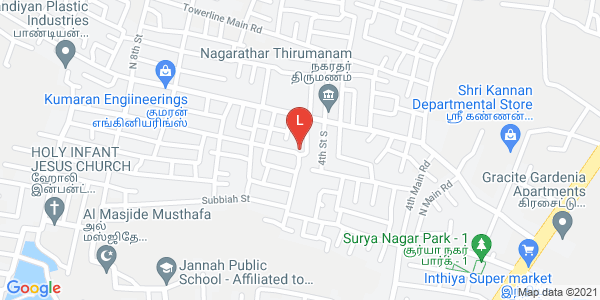 ndiyan Plastic
Industries
பாண்டியன்...
Towerline Main Rd
N 8th St
Nagarathar Thirumanam
நகரதர்
திருமணம்
Kumaran Engiineerings
குமரன்
எங்கினியரிங்ஸ்
Shri Kannan
Departmental Store
ஸ்ரீ கண்ணன்...
L
4th St S
HOLY INFANT
JESUS CHURCH
ஹோலி
இன்பன்ட்...
Subbiah St
4th Main Rd
N Main Rd
Gracite Gardenia
Apartments
கிரசைட்...
Al Masjide Musthafa
அல்
மஸ்ஜிதே...
Surya Nagar Park - 1
சூர்யா நகர்
பார்க் - 1
Jannah Public
School - Affiliated to...
Inthiya Super market
Google
Map data ©2021